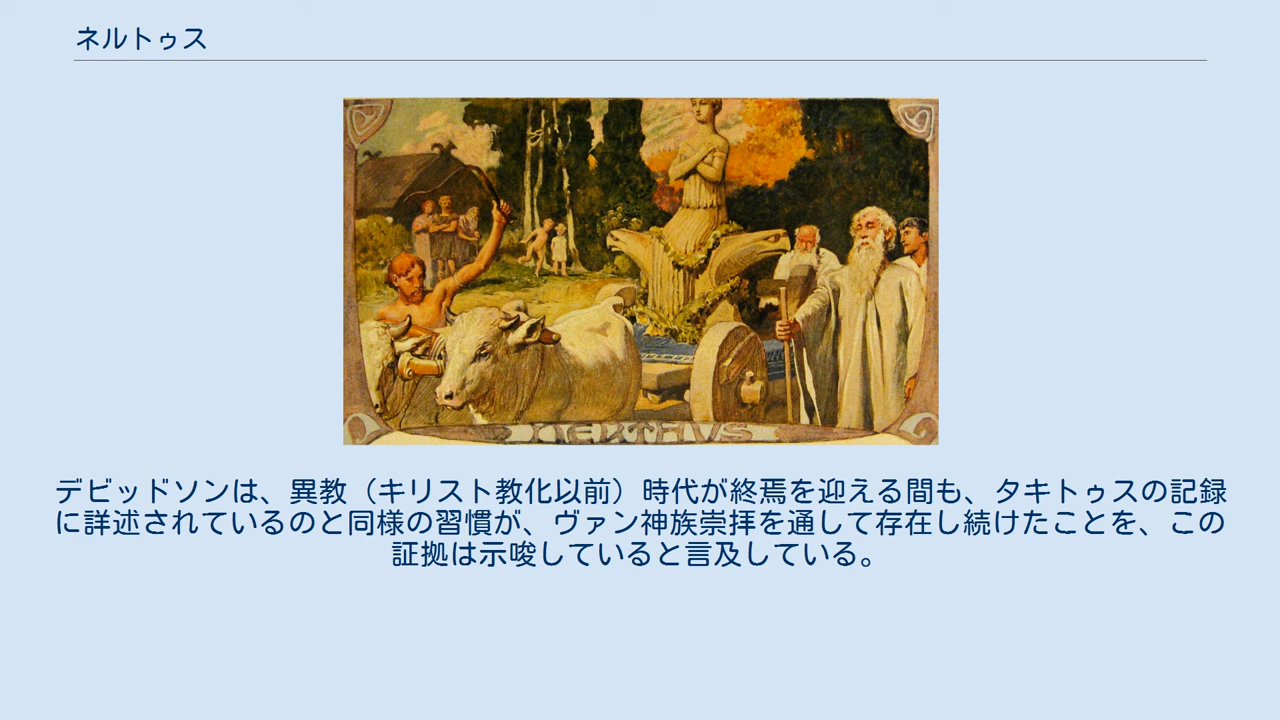 ネルトゥス
NERTHVS
デビッドソンは、異教（キリスト教化以前）時代が終焉を迎える間も、タキトゥスの記録
に詳述されているのと同様の習慣が、ヴァン神族崇拝を通して存在し続けたことを、この
証拠は示唆していると言及している。